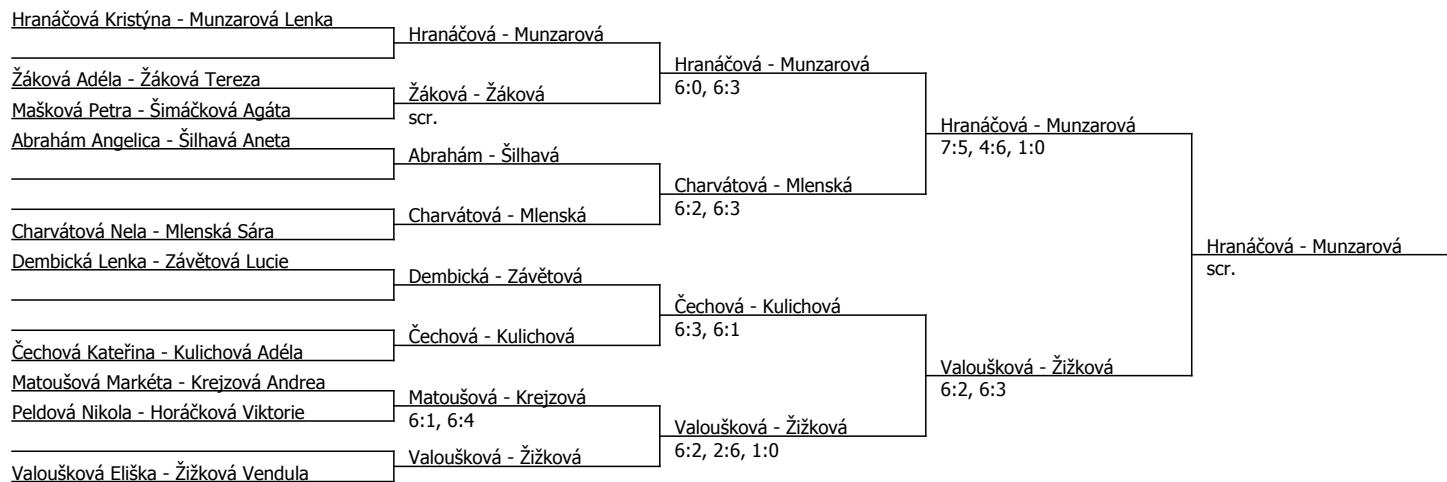 Hranáčová Kristýna - Munzarová Lenka
Hranáčová - Munzarová
Hranáčová - Munzarová
6:0, 6:3
Žáková Adéla - Žáková Tereza
Žáková - Žáková
scr.
Mašková Petra - Šimáčková Agáta
Hranáčová - Munzarová
7:5, 4:6, 1:0
Abrahám Angelica - Šilhavá Aneta
Abrahám - Šilhavá
Charvátová - Mlenská
6:2, 6:3
Charvátová - Mlenská
Charvátová Nela - Mlenská Sára
Hranáčová - Munzarová
scr.
Dembická Lenka - Závětová Lucie
Dembická - Závětová
Čechová - Kulichová
6:3, 6:1
Čechová - Kulichová
Čechová Kateřina - Kulichová Adéla
Valoušková - Žižková
6:2, 6:3
Matoušová Markéta - Krejzová Andrea
Matoušová - Krejzová
6:1, 6:4
Peldová Nikola - Horáčková Viktorie
Valoušková - Žižková
6:2, 2:6, 1:0
Valoušková - Žižková
Valoušková Eliška - Žižková Vendula